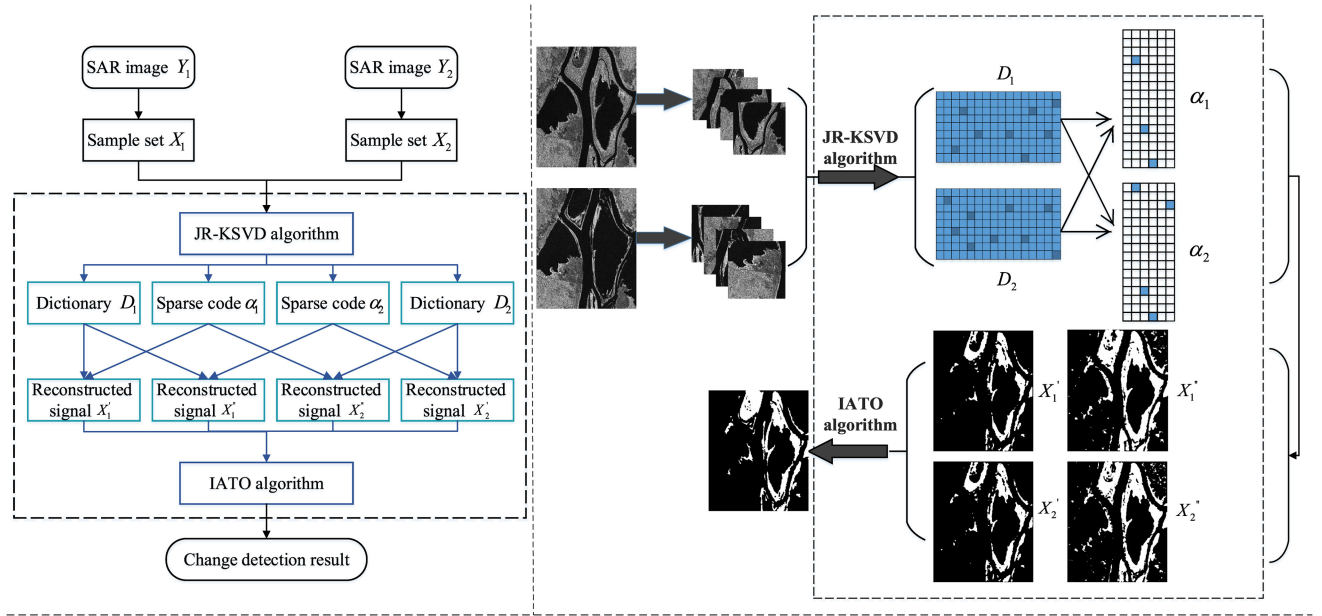 SAR image Y₁
SAR image Y₂
Sample set X₁
Sample set X₂
JR-KSVD algorithm
Dictionary D₁
Sparse code α₁
Sparse code α₂
Dictionary D₂
Reconstructed
signal X₁'
Reconstructed
signal X₁"
Reconstructed
signal X₂"
Reconstructed
signal X₂'
IATO algorithm
Change detection result
JR-KSVD
algorithm
D₁
D₂
α₁
α₂
X₁'
X₁"
X₂'
X₂"
IATO
algorithm